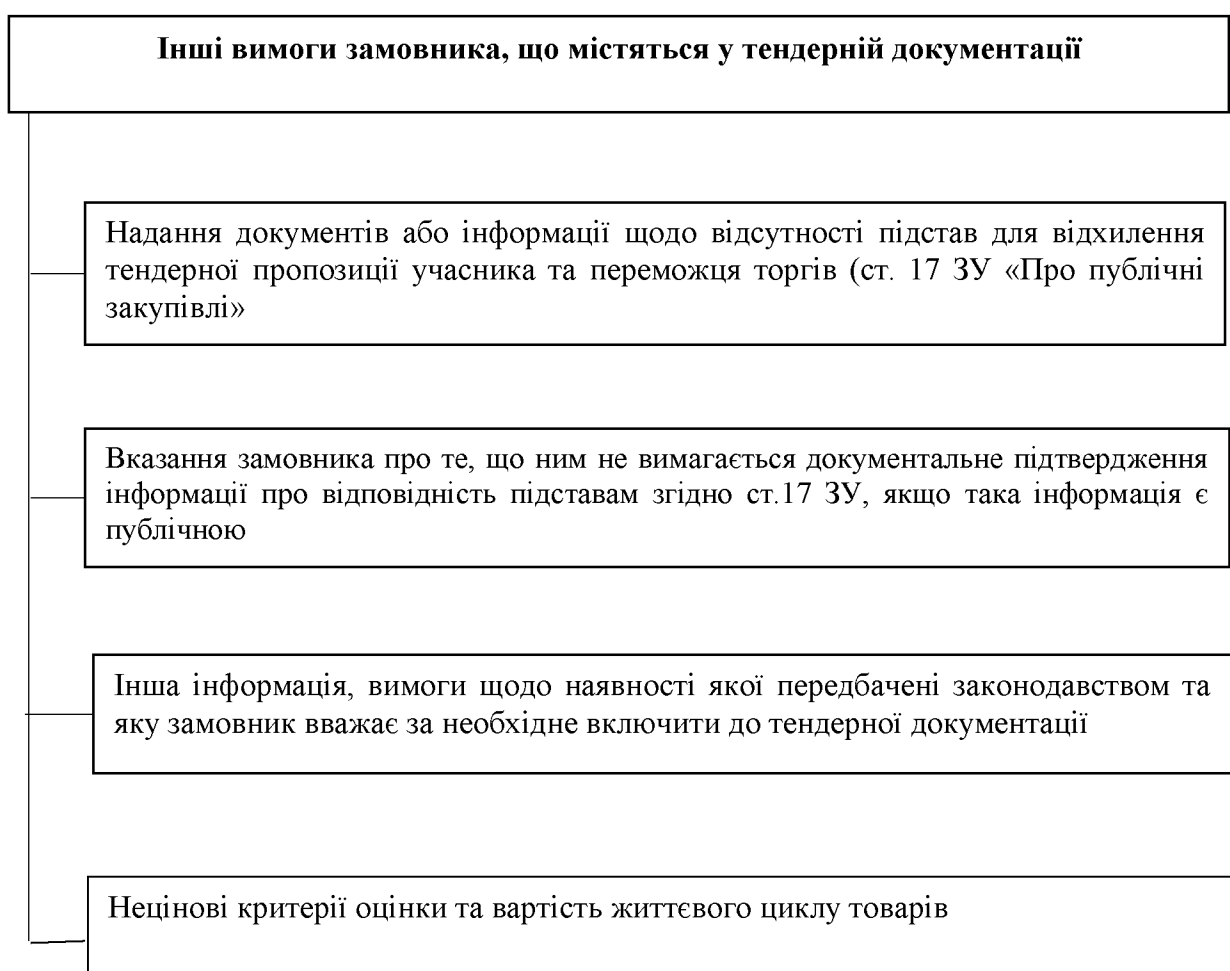 Інші вимоги замовника, що містяться у тендерній документації
Надання документів або інформації щодо відсутності підстав для відхилення
тендерної пропозиції учасника та переможця торгів (ст. 17 ЗУ «Про публічні
закупівлі»
Вказання замовника про те, що ним не вимагається документальне підтвердження
інформації про відповідність підставам згідно ст.17 ЗУ, якщо така інформація є
публічною
Інша інформація, вимоги щодо наявності якої передбачені законодавством та
яку замовник вважає за необхідне включити до тендерної документації
Нецінові критерії оцінки та вартість життєвого циклу товарів